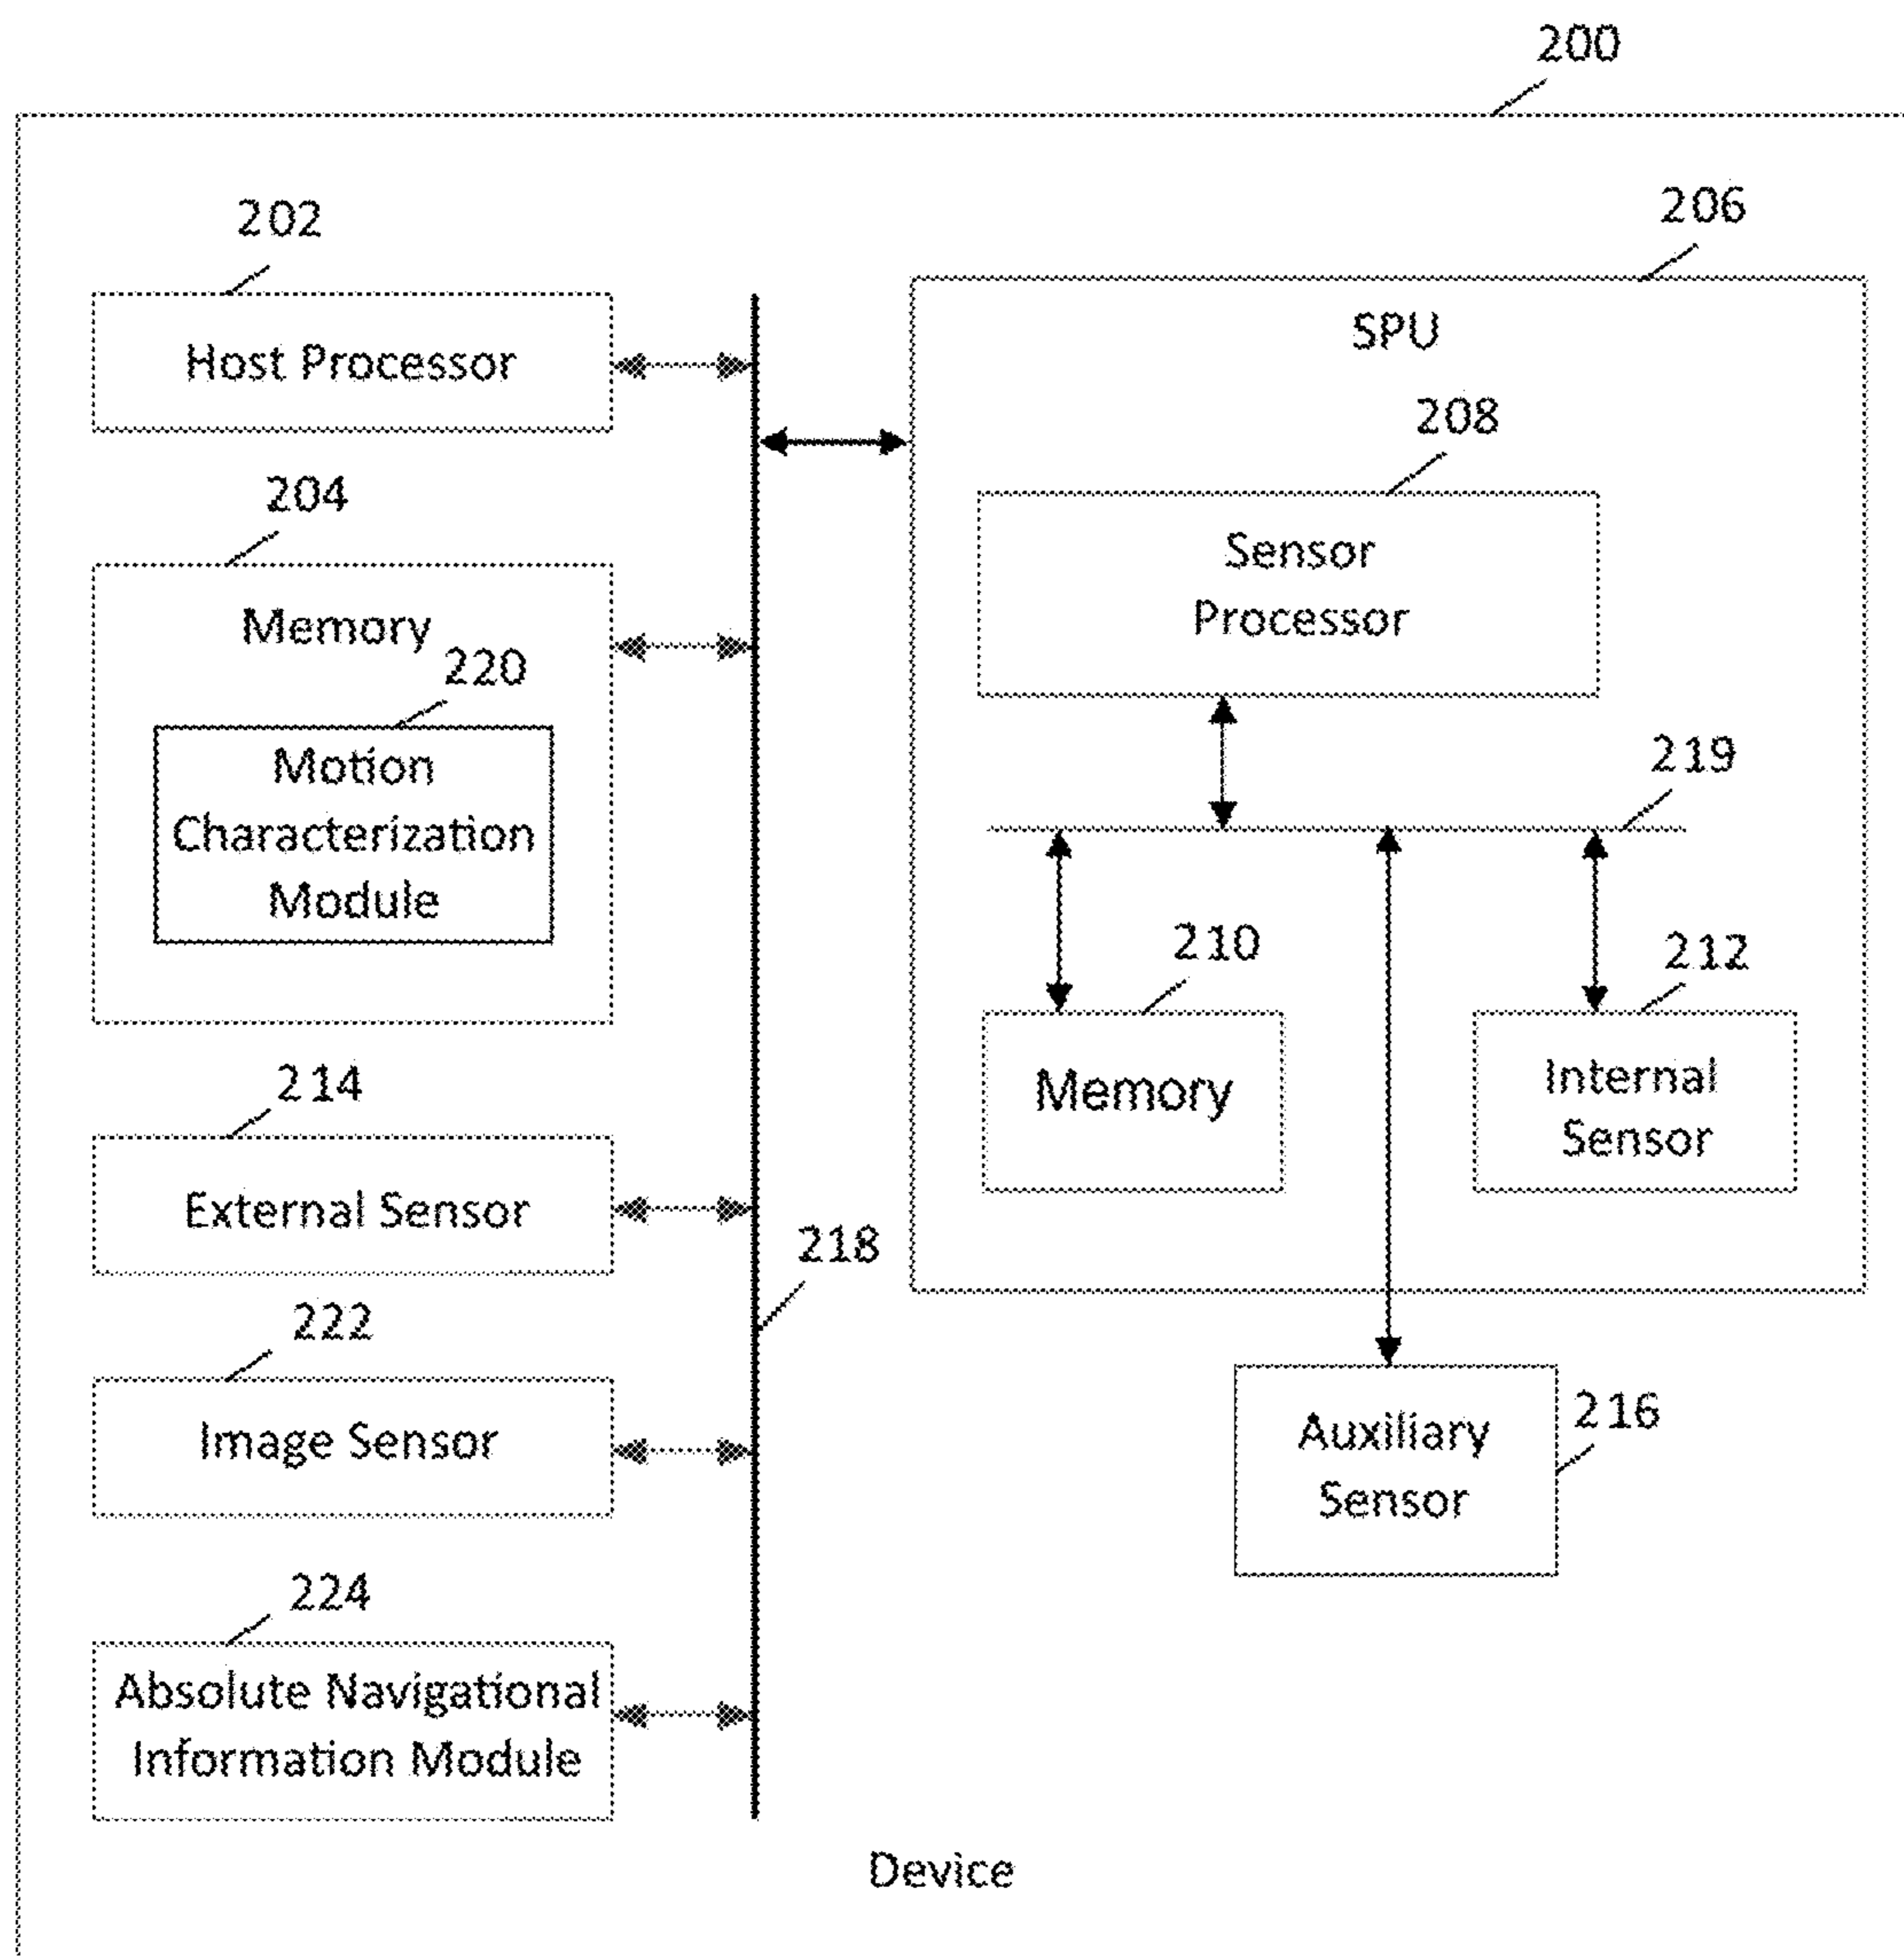 200
202
Host Processor
204
Memory
220
Motion
Characterization
Module
214
External Sensor
222
Image Sensor
224
Absolute Navigational
Information Module
218
206
SPU
208
Sensor
Processor
219
210
Memory
212
Internal
Sensor
216
Auxiliary
Sensor
Device